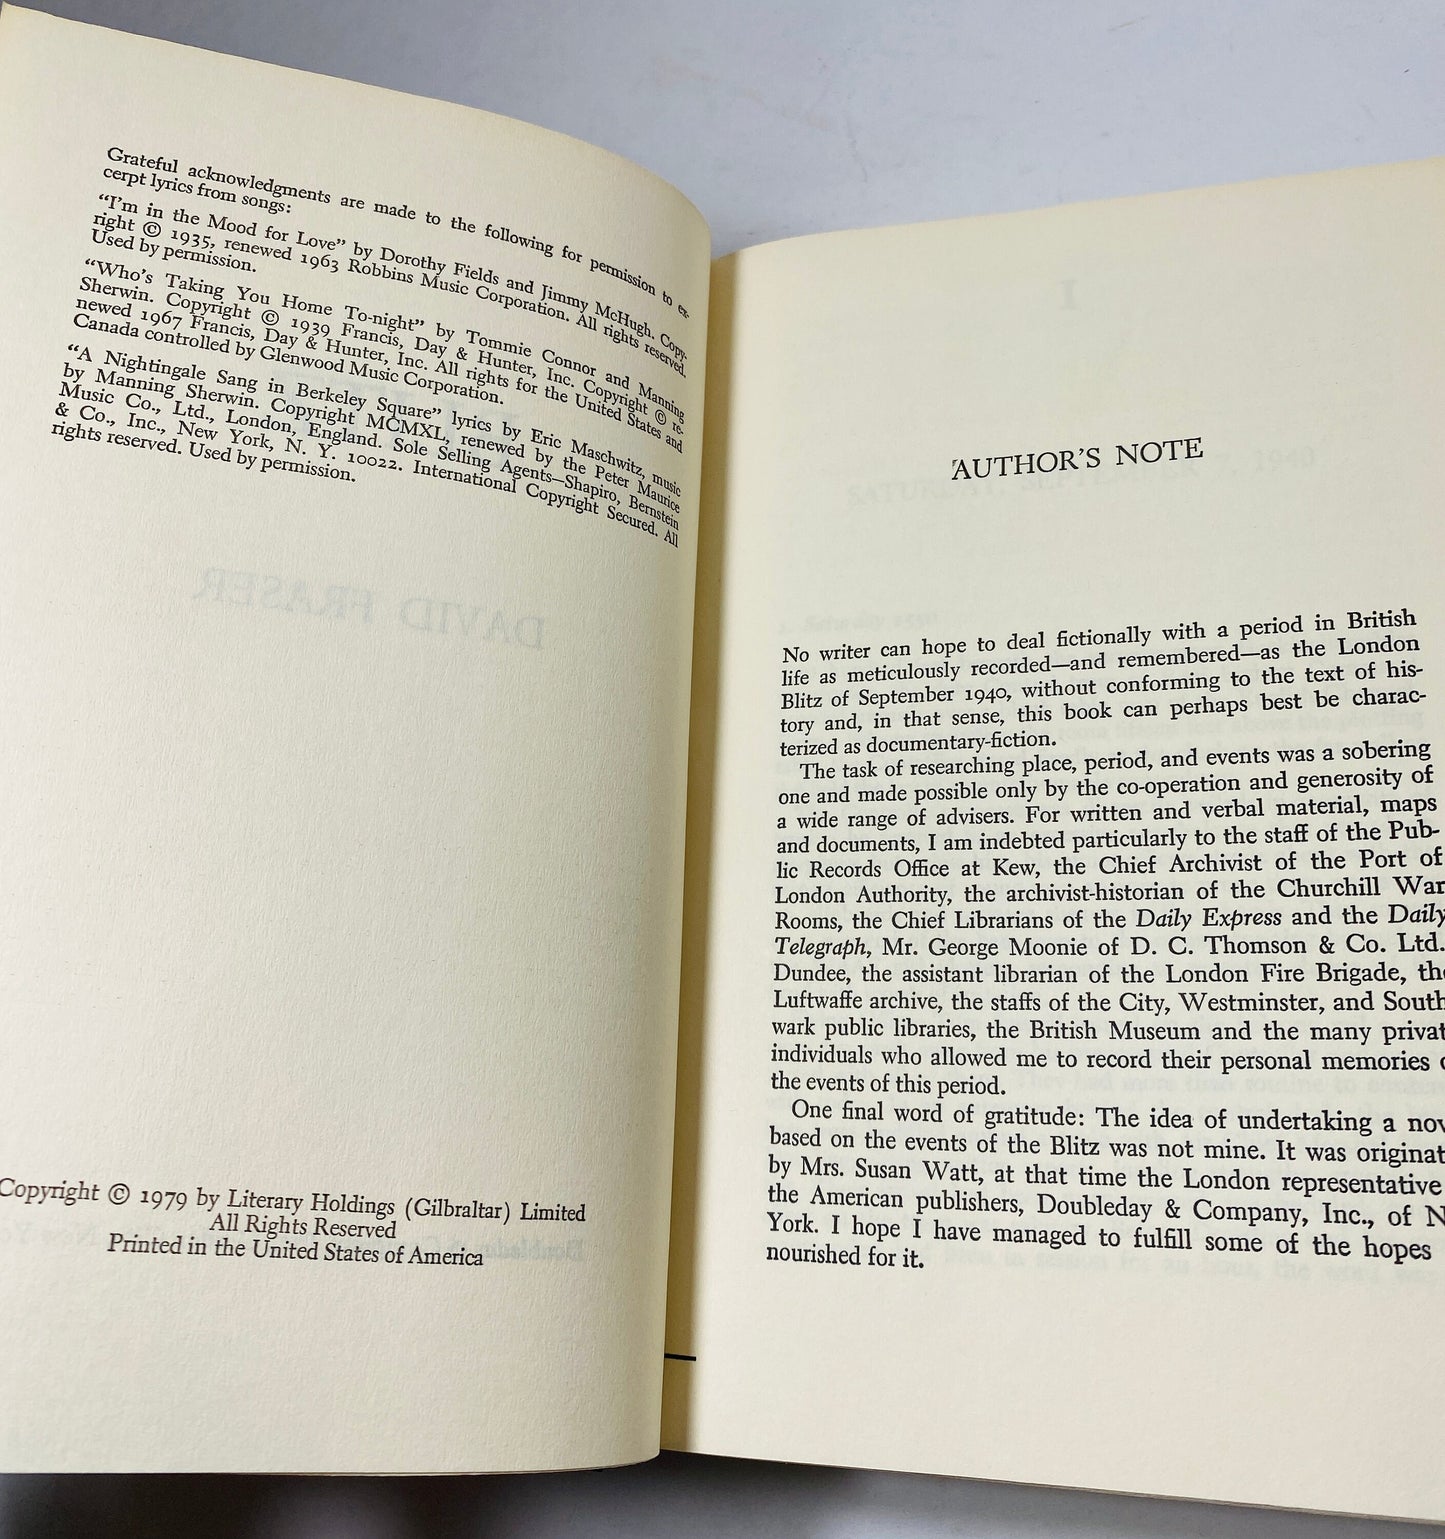 Grateful acknowledgments are made to the following for permission to ex-
cerpt lyrics from songs:
“I’m in the Mood for Love” by Dorothy Fields and Jimmy McHugh. Copy-
right © 1935, renewed 1963 Robbins Music Corporation. All rights reserved.
Used by permission.
“Who’s Taking You Home To-night” by Tommie Connor and Manning
Sherwin. Copyright © 1939 Francis, Day & Hunter, Inc. Copyright © re-
newed 1967 Francis, Day & Hunter, Inc. All rights for the United States and
Canada controlled by Glenwood Music Corporation.
“A Nightingale Sang in Berkeley Square” lyrics by Eric Maschwitz, music
by Manning Sherwin. Copyright MCMXL, renewed by the Peter Maurice
Music Co., Ltd., London, England. Sole Selling Agents—Shapiro, Bernstein
& Co., Inc., New York, N. Y. 10022. International Copyright Secured. All
rights reserved. Used by permission.
DAVID FRASER
Copyright © 1979 by Literary Holdings (Gilbraltar) Limited
All Rights Reserved
Printed in the United States of America
I
AUTHOR’S NOTE
SATURDAY SEPTEMBER 1940
No writer can hope to deal fictionally with a period in British
life as meticulously recorded—and remembered—as the London
Blitz of September 1940, without conforming to the text of his-
tory and, in that sense, this book can perhaps best be charac-
terized as documentary-fiction.
The task of researching place, period, and events was a sobering
one and made possible only by the co-operation and generosity of
a wide range of advisers. For written and verbal material, maps
and documents, I am indebted particularly to the staff of the Pub-
lic Records Office at Kew, the Chief Archivist of the Port of
London Authority, the archivist-historian of the Churchill War
Rooms, the Chief Librarians of the Daily Express and the Daily
Telegraph, Mr. George Moonie of D. C. Thomson & Co. Ltd.
Dundee, the assistant librarian of the London Fire Brigade, the
Luftwaffe archive, the staffs of the City, Westminster, and South
wark public libraries, the British Museum and the many privat
individuals who allowed me to record their personal memories o
the events of this period.
One final word of gratitude: The idea of undertaking a nov
based on the events of the Blitz was not mine. It was originat
by Mrs. Susan Watt, at that time the London representative
the American publishers, Doubleday & Company, Inc., of N
York. I hope I have managed to fulfill some of the hopes
nourished for it.